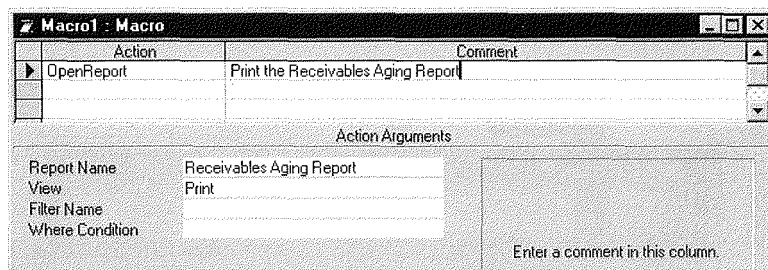 Macro1 : Macro
Action Comment
OpenReport Print the Receivables Aging Report
Action Arguments
Report Name Receivables Aging Report
View Print
Filter Name
Where Condition
Enter a comment in this column.